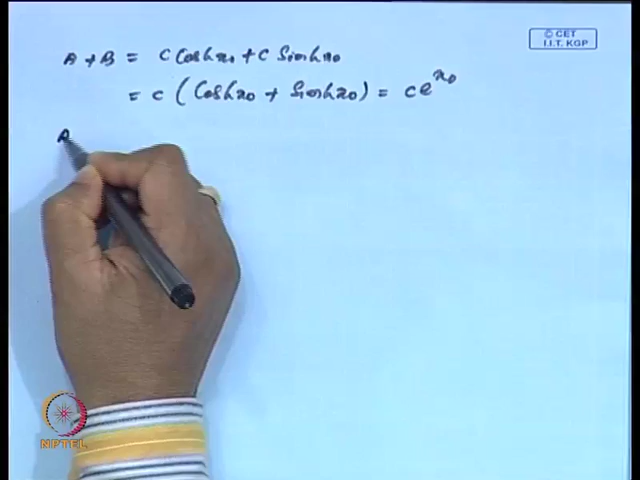 © CET
I.I.T. KGP
A + B = c Coshx₀ + c Sinhx₀
= c (Coshx₀ + Sinhx₀) = ce^x₀
A
NPTEL